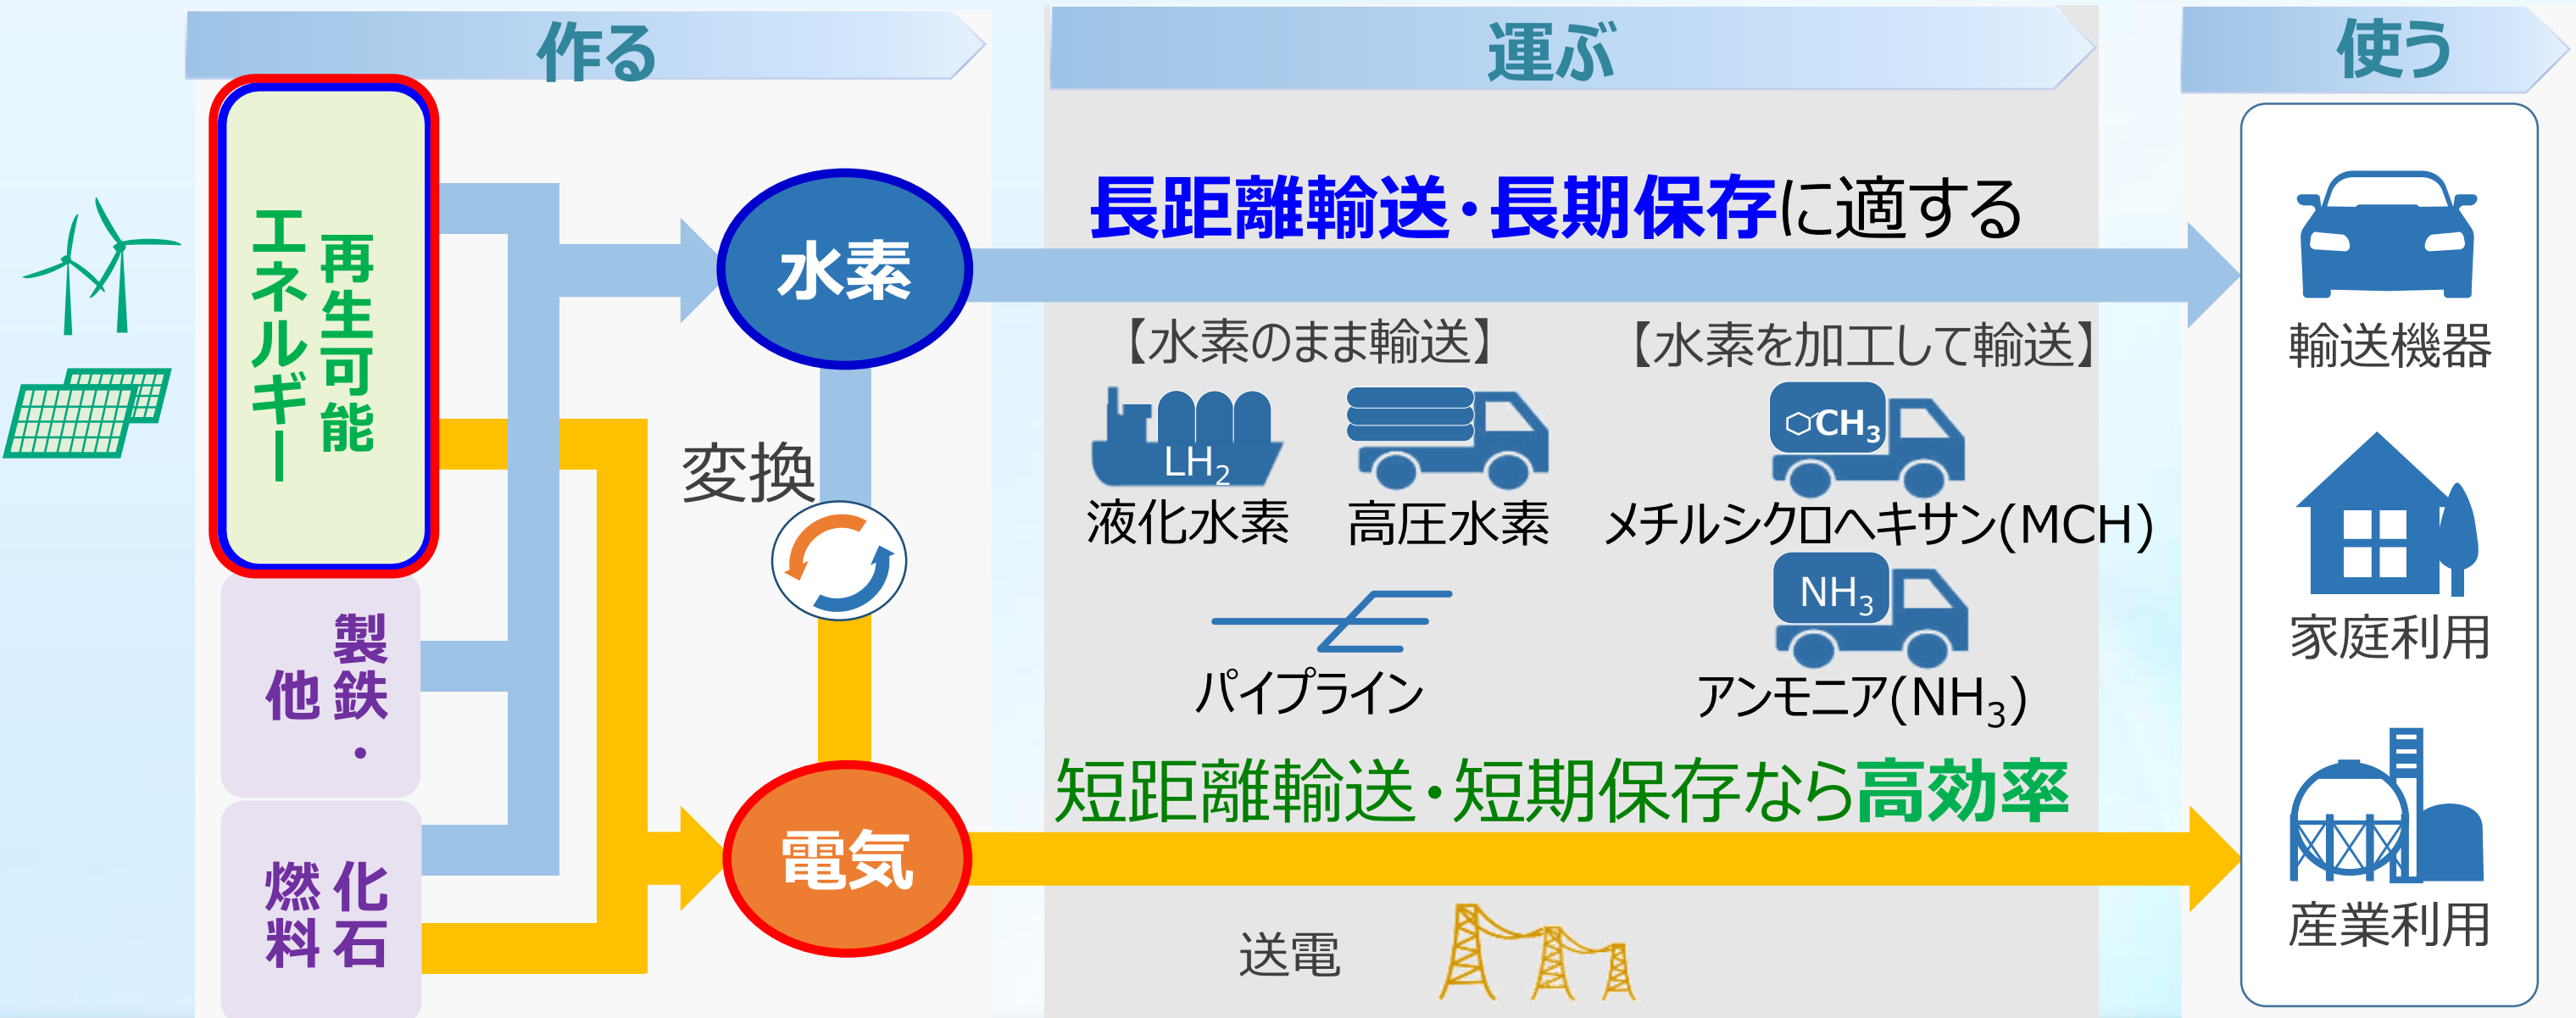 作る
運ぶ
使う
再生可能
エネルギー
製鉄・
他
化石
燃料
水素
変換
電気
長距離輸送・長期保存に適する
【水素のまま輸送】
【水素を加工して輸送】
LH₂
CH₃
液化水素
高圧水素
メチルシクロヘキサン(MCH)
NH₃
パイプライン
アンモニア(NH₃)
短距離輸送・短期保存なら高効率
送電
輸送機器
家庭利用
産業利用